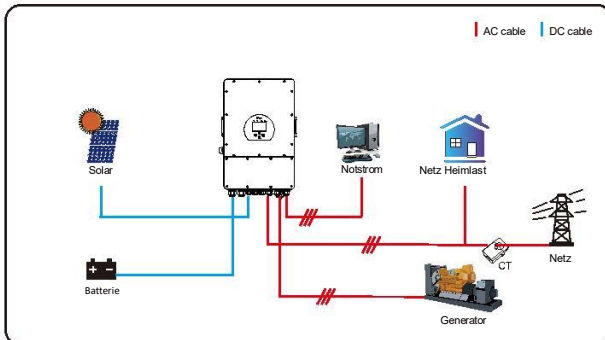 AC cable
DC cable
Solar
Notstrom
Netz Heimlast
Batterie
CT
Netz
Generator